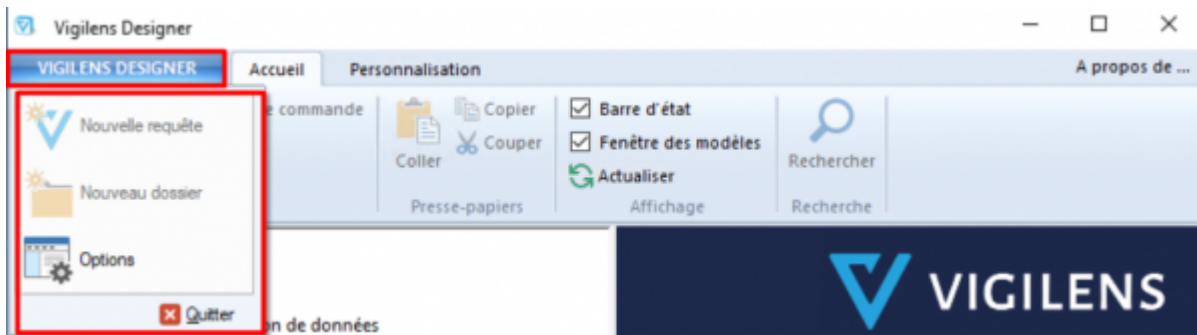 Vigilens Designer
VIGILENS DESIGNER Accueil Personnalisation A propos de ...
Nouvelle requête
Nouveau dossier
Options
Quitter
commande
Coller
Copier
Couper
Presse-papiers
Barre d'état
Fenêtre des modèles
Actualiser
Affichage
Rechercher
Recherche
de données
VIGILENS